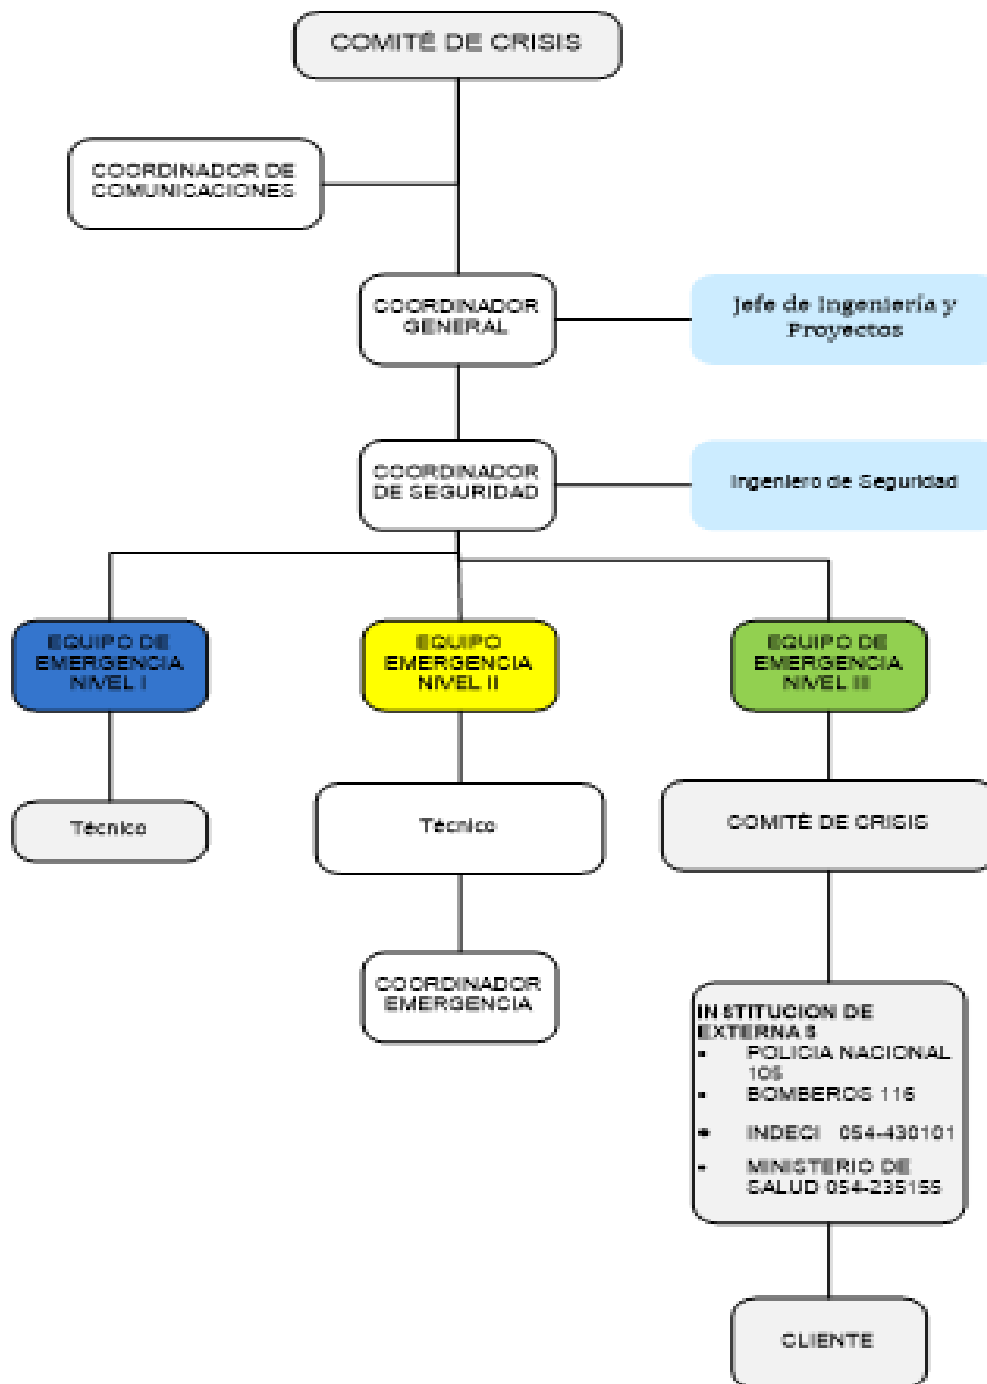 COMITÉ DE CRISIS
COORDINADOR DE
COMUNICACIONES
COORDINADOR
GENERAL
Jefe de Ingeniería y
Proyectos
COORDINADOR
DE SEGURIDAD
Ingeniero de Seguridad
EQUIPO DE
EMERGENCIA
NIVEL I
EQUIPO
EMERGENCIA
NIVEL II
EQUIPO DE
EMERGENCIA
NIVEL III
Técnico
Técnico
COMITÉ DE CRISIS
COORDINADOR
EMERGENCIA
INSTITUCION DE
EXTERNAS
• POLICIA NACIONAL
105
• BOMBEROS 116
• INDECI 054-430101
• MINISTERIO DE
SALUD 054-235155
CLIENTE